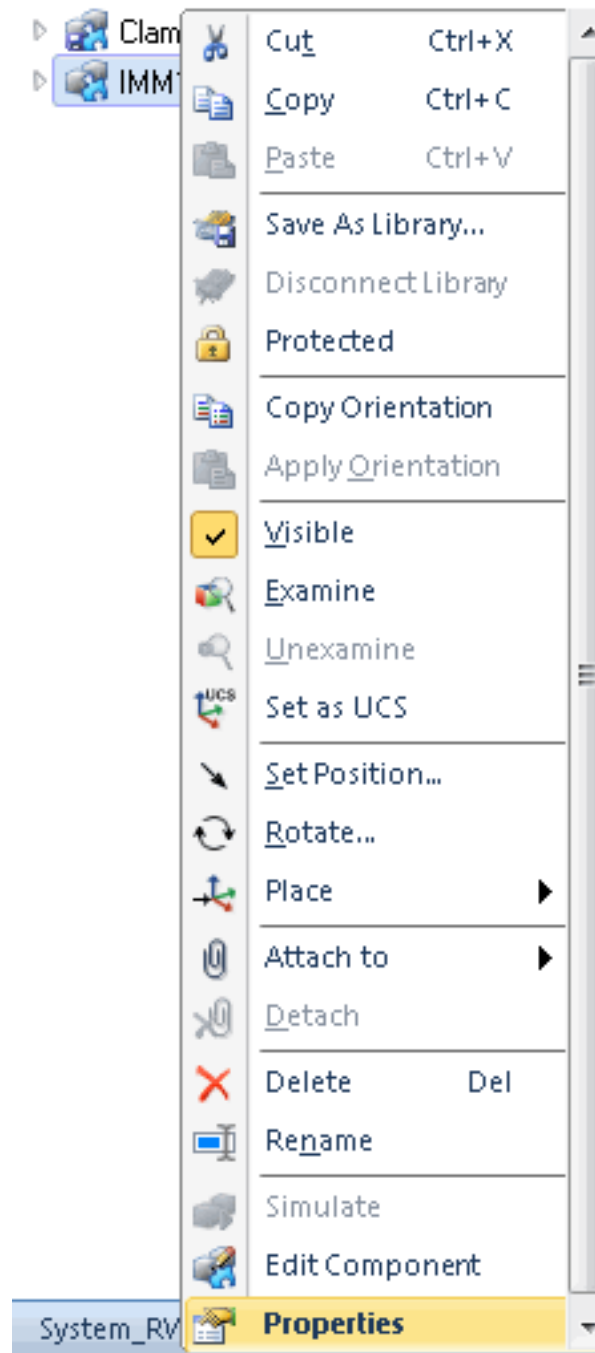 Clam
IMM1
Cut Ctrl+X
Copy Ctrl+C
Paste Ctrl+V
Save As Library...
Disconnect Library
Protected
Copy Orientation
Apply Orientation
Visible
Examine
Unexamine
UCS
Set as UCS
Set Position...
Rotate...
Place
Attach to
Detach
Delete Del
Rename
Simulate
Edit Component
System_RV
Properties